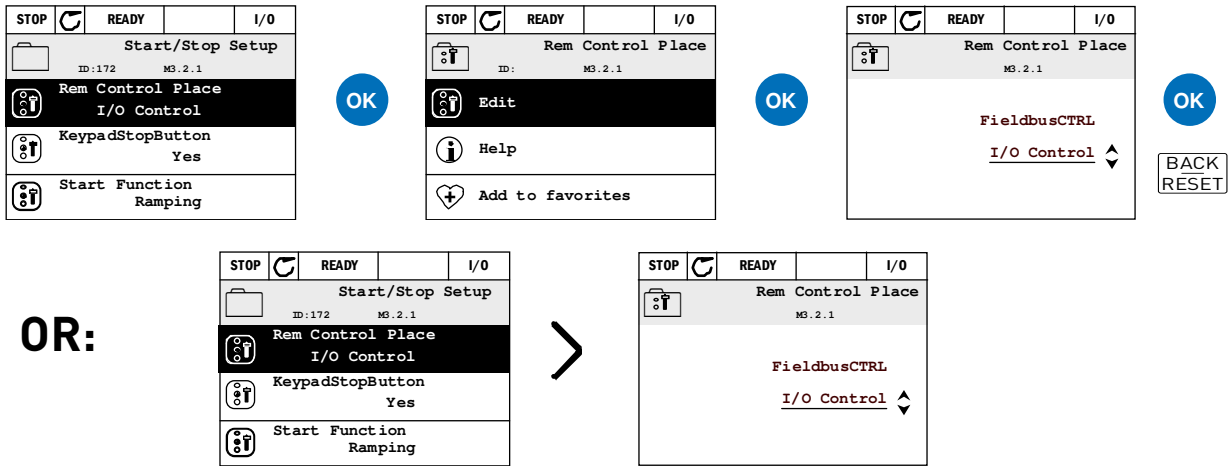 STOP READY I/O
Start/Stop Setup
ID:172 M3.2.1
Rem Control Place
I/O Control
KeypadStopButton
Yes
Start Function
Ramping
OK
STOP READY I/O
Rem Control Place
ID: M3.2.1
Edit
Help
Add to favorites
OK
STOP READY I/O
Rem Control Place
M3.2.1
FieldbusCTRL
I/O Control
OK
BACK
RESET
OR:
STOP READY I/O
Start/Stop Setup
ID:172 M3.2.1
Rem Control Place
I/O Control
KeypadStopButton
Yes
Start Function
Ramping
STOP READY I/O
Rem Control Place
M3.2.1
FieldbusCTRL
I/O Control